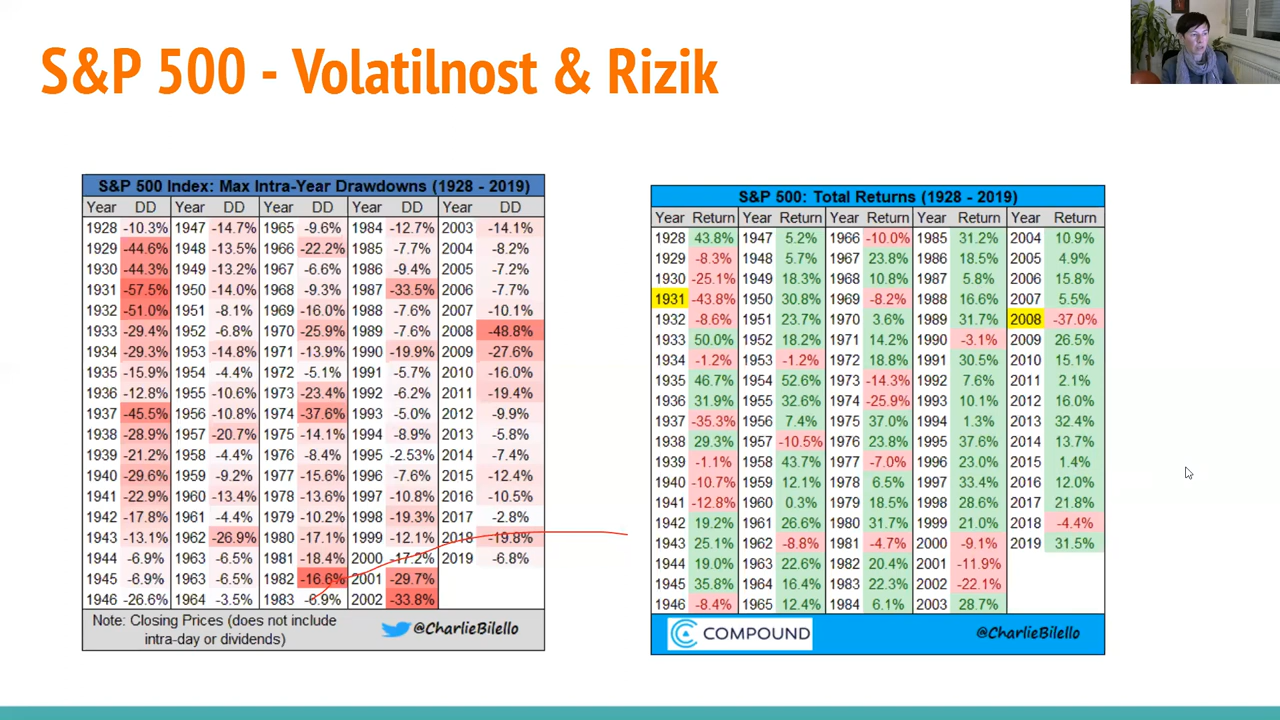 S&P 500 - Volatilnost & Rizik
S&P 500 Index: Max Intra-Year Drawdowns (1928 - 2019)
Year DD Year DD Year DD Year DD Year DD
1928 -10.3% 1947 -14.7% 1965 -9.6% 1984 -12.7% 2003 -14.1%
1929 -44.6% 1948 -13.5% 1966 -22.2% 1985 -7.7% 2004 -8.2%
1930 -44.3% 1949 -13.2% 1967 -6.6% 1986 -9.4% 2005 -7.2%
1931 -57.5% 1950 -14.0% 1968 -9.3% 1987 -33.5% 2006 -7.7%
1932 -51.0% 1951 -8.1% 1969 -16.0% 1988 -7.6% 2007 -10.1%
1933 -29.4% 1952 -6.8% 1970 -25.9% 1989 -7.6% 2008 -48.8%
1934 -29.3% 1953 -14.8% 1971 -13.9% 1990 -19.9% 2009 -27.6%
1935 -15.9% 1954 -4.4% 1972 -5.1% 1991 -5.7% 2010 -16.0%
1936 -12.8% 1955 -10.6% 1973 -23.4% 1992 -6.2% 2011 -19.4%
1937 -45.5% 1956 -10.8% 1974 -37.6% 1993 -5.0% 2012 -9.9%
1938 -28.9% 1957 -20.7% 1975 -14.1% 1994 -8.9% 2013 -5.8%
1939 -21.2% 1958 -4.4% 1976 -8.4% 1995 -2.53% 2014 -7.4%
1940 -29.6% 1959 -9.2% 1977 -15.6% 1996 -7.6% 2015 -12.4%
1941 -22.9% 1960 -13.4% 1978 -13.6% 1997 -10.8% 2016 -10.5%
1942 -17.8% 1961 -4.4% 1979 -10.2% 1998 -19.3% 2017 -2.8%
1943 -13.1% 1962 -26.9% 1980 -17.1% 1999 -12.1% 2018 -19.8%
1944 -6.9% 1963 -6.5% 1981 -18.4% 2000 -17.2% 2019 -6.8%
1945 -6.9% 1963 -6.5% 1982 -16.6% 2001 -29.7%
1946 -26.6% 1964 -3.5% 1983 -6.9% 2002 -33.8%
Note: Closing Prices (does not include
intra-day or dividends)
@CharlieBilello
S&P 500: Total Returns (1928 - 2019)
Year Return Year Return Year Return Year Return Year Return
1928 43.8% 1947 5.2% 1966 -10.0% 1985 31.2% 2004 10.9%
1929 -8.3% 1948 5.7% 1967 23.8% 1986 18.5% 2005 4.9%
1930 -25.1% 1949 18.3% 1968 10.8% 1987 5.8% 2006 15.8%
1931 -43.8% 1950 30.8% 1969 -8.2% 1988 16.6% 2007 5.5%
1932 -8.6% 1951 23.7% 1970 3.6% 1989 31.7% 2008 -37.0%
1933 50.0% 1952 18.2% 1971 14.2% 1990 -3.1% 2009 26.5%
1934 -1.2% 1953 -1.2% 1972 18.8% 1991 30.5% 2010 15.1%
1935 46.7% 1954 52.6% 1973 -14.3% 1992 7.6% 2011 2.1%
1936 31.9% 1955 32.6% 1974 -25.9% 1993 10.1% 2012 16.0%
1937 -35.3% 1956 7.4% 1975 37.0% 1994 1.3% 2013 32.4%
1938 29.3% 1957 -10.5% 1976 23.8% 1995 37.6% 2014 13.7%
1939 -1.1% 1958 43.7% 1977 -7.0% 1996 23.0% 2015 1.4%
1940 -10.7% 1959 12.1% 1978 6.5% 1997 33.4% 2016 12.0%
1941 -12.8% 1960 0.3% 1979 18.5% 1998 28.6% 2017 21.8%
1942 19.2% 1961 26.6% 1980 31.7% 1999 21.0% 2018 -4.4%
1943 25.1% 1962 -8.8% 1981 -4.7% 2000 -9.1% 2019 31.5%
1944 19.0% 1963 22.6% 1982 20.4% 2001 -11.9%
1945 35.8% 1964 16.4% 1983 22.3% 2002 -22.1%
1946 -8.4% 1965 12.4% 1984 6.1% 2003 28.7%
COMPOUND
@CharlieBilello